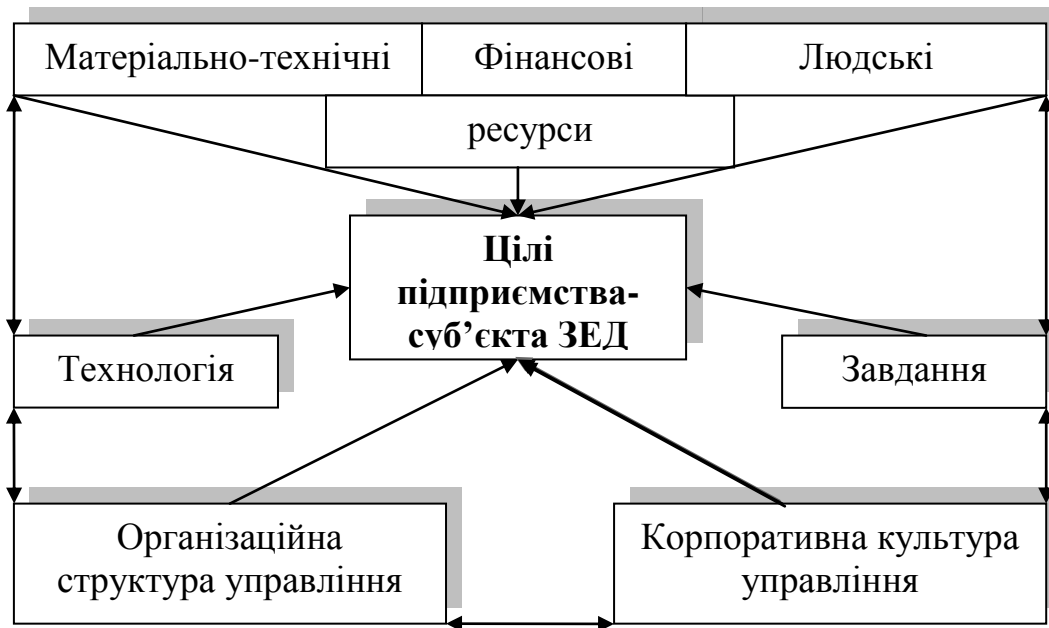 Матеріально-технічні Фінансові Людські
ресурси
Цілі
підприємства-
суб’єкта ЗЕД
Технологія Завдання
Організаційна
структура управління
Корпоративна культура
управління